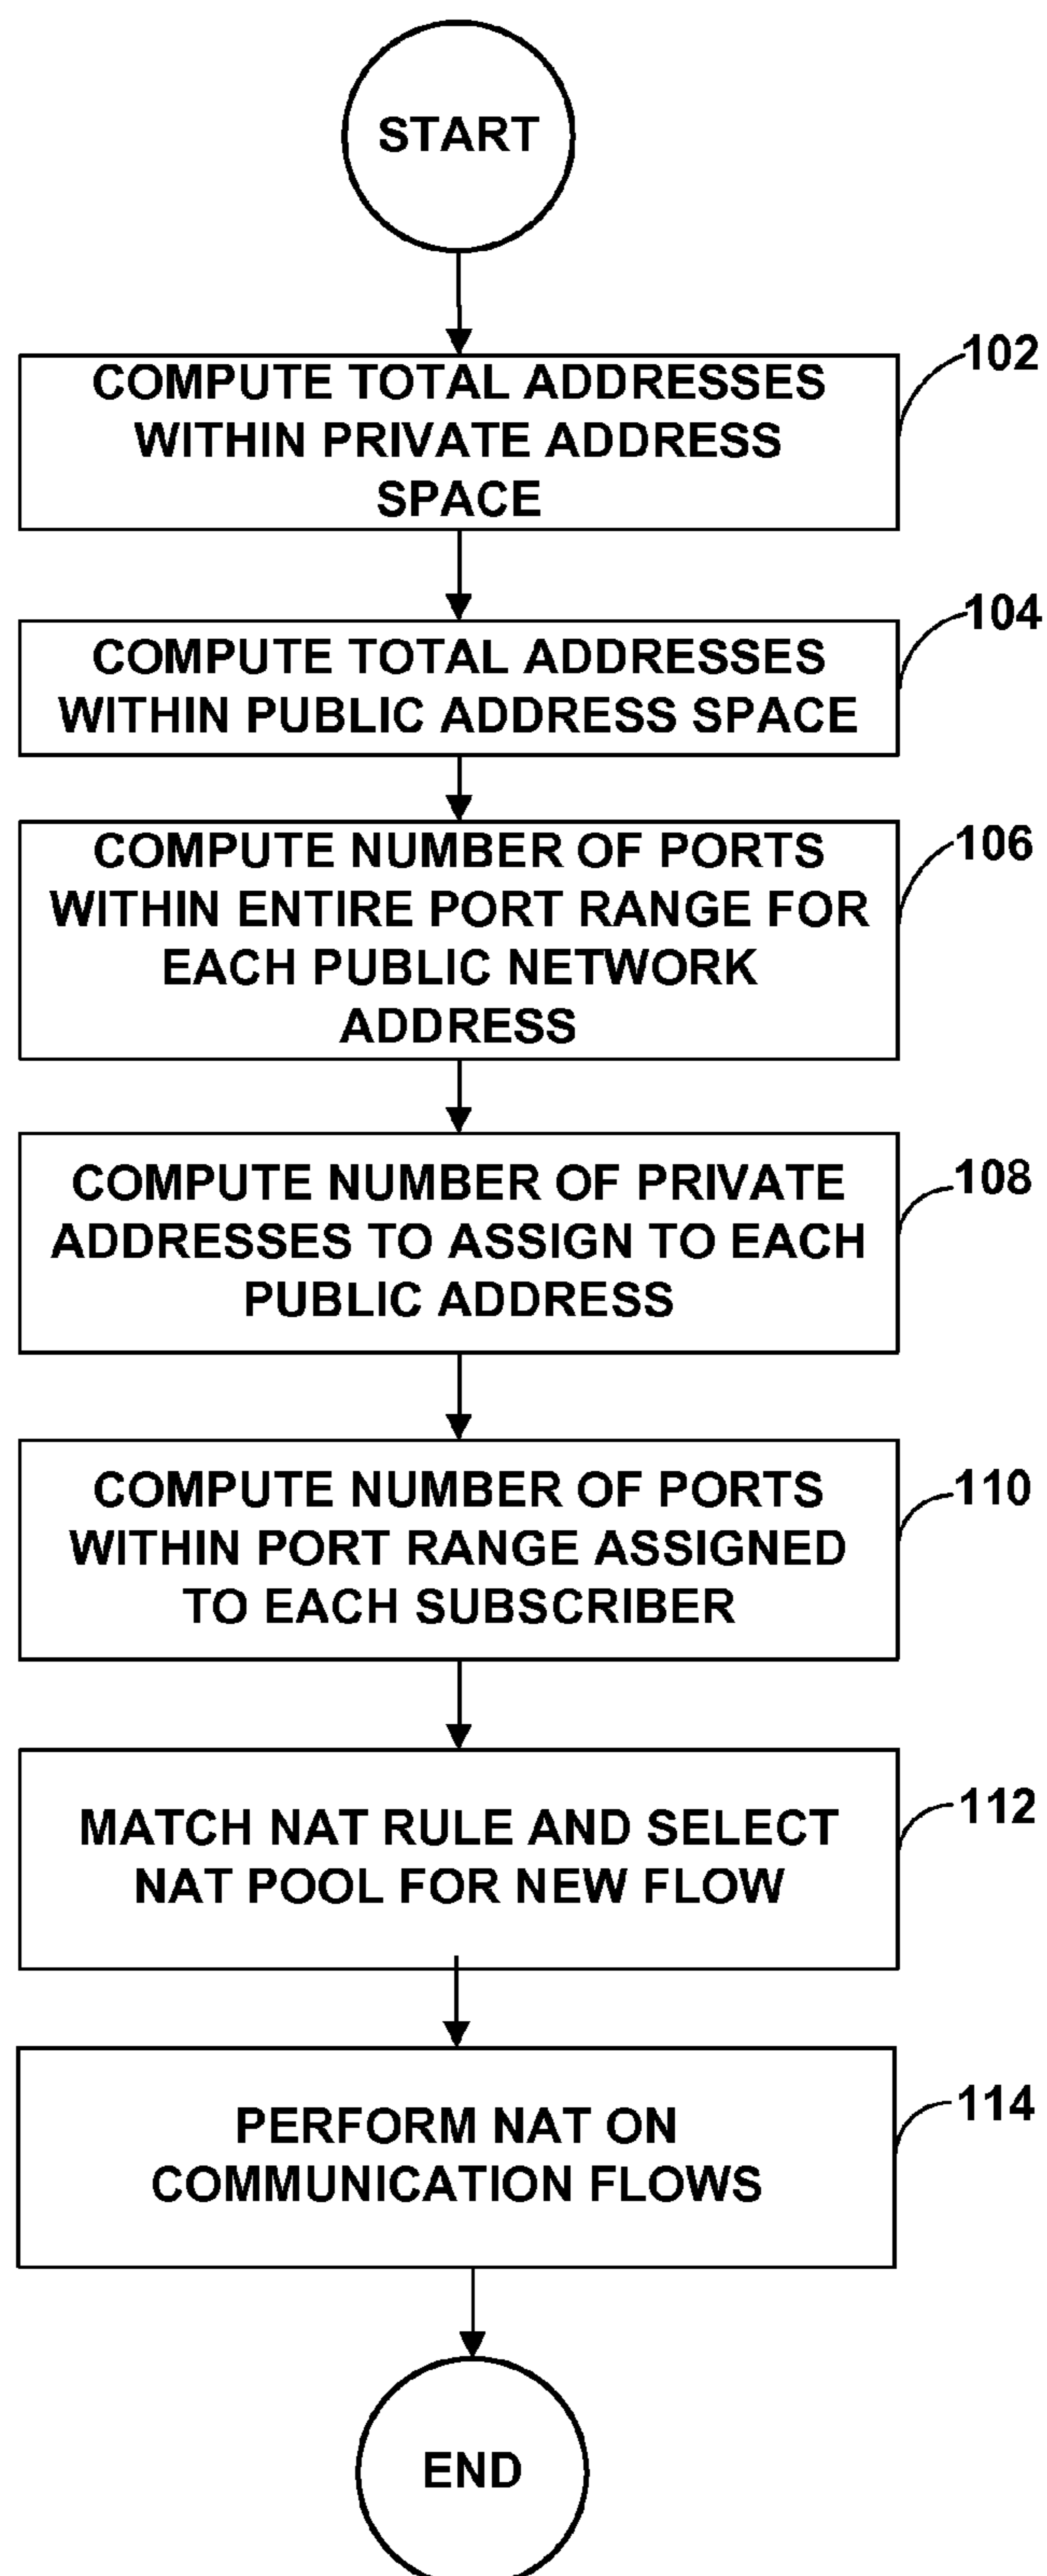 START
102
COMPUTE TOTAL ADDRESSES
WITHIN PRIVATE ADDRESS
SPACE
104
COMPUTE TOTAL ADDRESSES
WITHIN PUBLIC ADDRESS SPACE
106
COMPUTE NUMBER OF PORTS
WITHIN ENTIRE PORT RANGE FOR
EACH PUBLIC NETWORK
ADDRESS
108
COMPUTE NUMBER OF PRIVATE
ADDRESSES TO ASSIGN TO EACH
PUBLIC ADDRESS
110
COMPUTE NUMBER OF PORTS
WITHIN PORT RANGE ASSIGNED
TO EACH SUBSCRIBER
112
MATCH NAT RULE AND SELECT
NAT POOL FOR NEW FLOW
114
PERFORM NAT ON
COMMUNICATION FLOWS
END